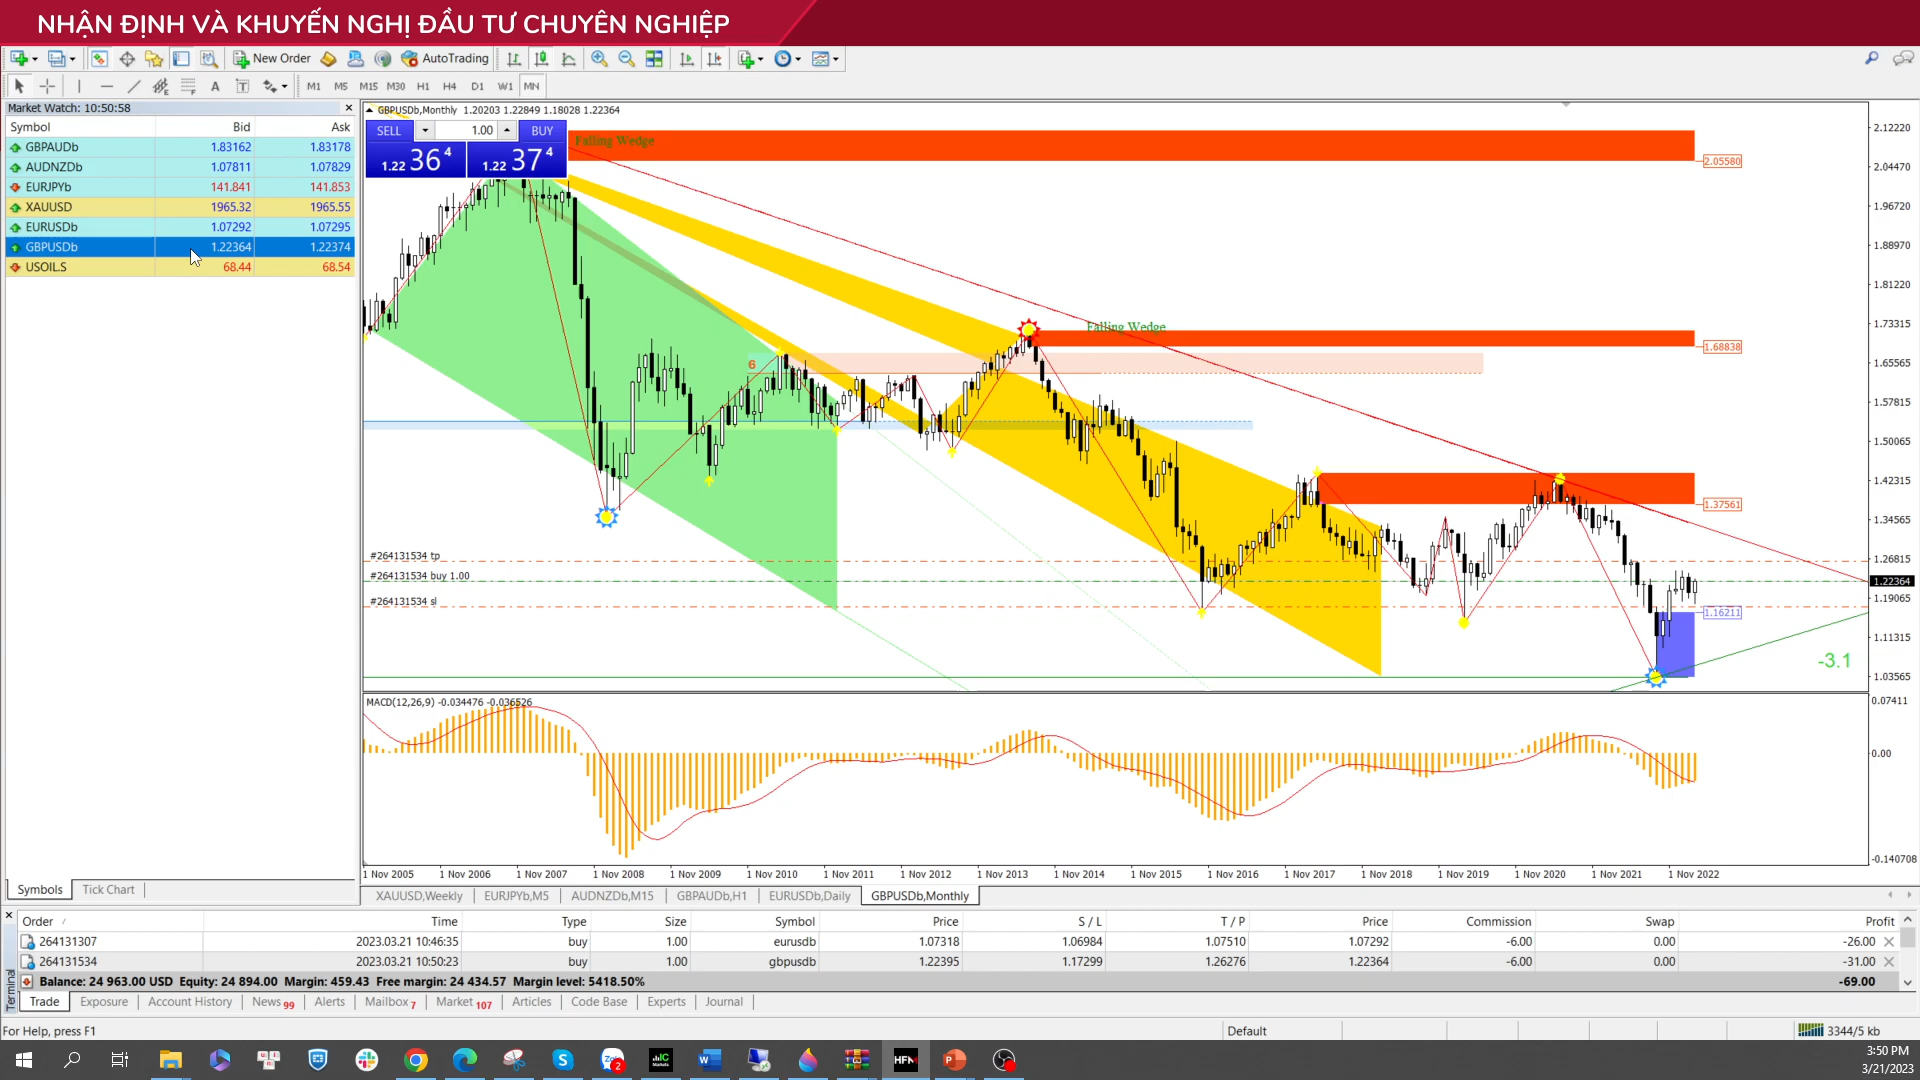 NHẬN ĐỊNH VÀ KHUYẾN NGHỊ ĐẦU TƯ CHUYÊN NGHIỆP
New Order AutoTrading
A T M1 M5 M15 M30 H1 H4 D1 W1 MN
Market Watch: 10:50:58
Symbol Bid Ask
GBPAUDb 1.83162 1.83178
AUDNZDb 1.07811 1.07829
EURJPYb 141.841 141.853
XAUUSD 1965.32 1965.55
EURUSDb 1.07292 1.07295
GBPUSDb 1.22364 1.22374
USOIL.S 68.44 68.54
Symbols Tick Chart
GBPUSDb,Monthly 1.20203 1.22849 1.18028 1.22364
SELL 1.00 BUY
1.22 36 4 1.22 37 4
Falling Wedge
Falling Wedge
6
#264131534 tp
#264131534 buy 1.00
#264131534 sl
2.05580
1.68838
1.37561
1.16211
-3.1
2.12220
2.04470
1.96720
1.88970
1.81220
1.73315
1.65565
1.57815
1.50065
1.42315
1.34565
1.26815
1.22364
1.19065
1.11315
1.03565
MACD(12,26,9) -0.034476 -0.036526
0.07411
0.00
-0.140708
1 Nov 2005 1 Nov 2006 1 Nov 2007 1 Nov 2008 1 Nov 2009 1 Nov 2010 1 Nov 2011 1 Nov 2012 1 Nov 2013 1 Nov 2014 1 Nov 2015 1 Nov 2016 1 Nov 2017 1 Nov 2018 1 Nov 2019 1 Nov 2020 1 Nov 2021 1 Nov 2022
XAUUSD,Weekly EURJPYb,M5 AUDNZDb,M15 GBPAUDb,H1 EURUSDb,Daily GBPUSDb,Monthly
Order / Time Type Size Symbol Price S / L T / P Price Commission Swap Profit
264131307 2023.03.21 10:46:35 buy 1.00 eurusdb 1.07318 1.06984 1.07510 1.07292 -6.00 0.00 -26.00
264131534 2023.03.21 10:50:23 buy 1.00 gbpusdb 1.22395 1.17299 1.26276 1.22364 -6.00 0.00 -31.00
Balance: 24 963.00 USD Equity: 24 894.00 Margin: 459.43 Free margin: 24 434.57 Margin level: 5418.50% -69.00
Terminal
Trade Exposure Account History News 99 Alerts Mailbox 7 Market 107 Articles Code Base Experts Journal
For Help, press F1 Default 3344/5 kb
3:50 PM
3/21/2023